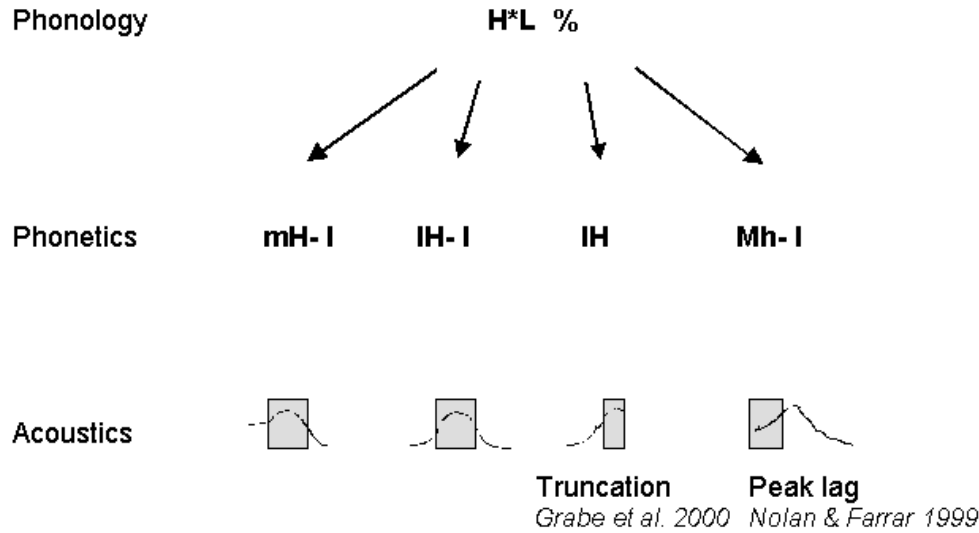 Phonology H*L %
Phonetics mH- l lH- l lH Mh- l
Acoustics
Truncation Peak lag
Grabe et al. 2000 Nolan & Farrar 1999